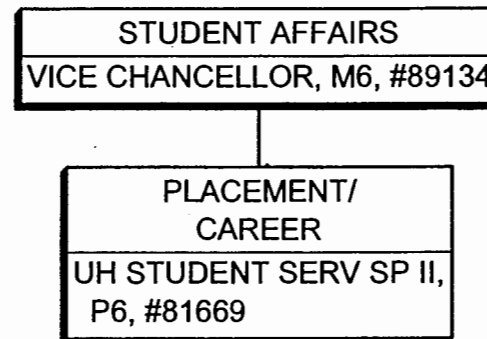 STUDENT AFFAIRS
VICE CHANCELLOR, M6, #89134
PLACEMENT/
CAREER
UH STUDENT SERV SP II,
P6, #81669